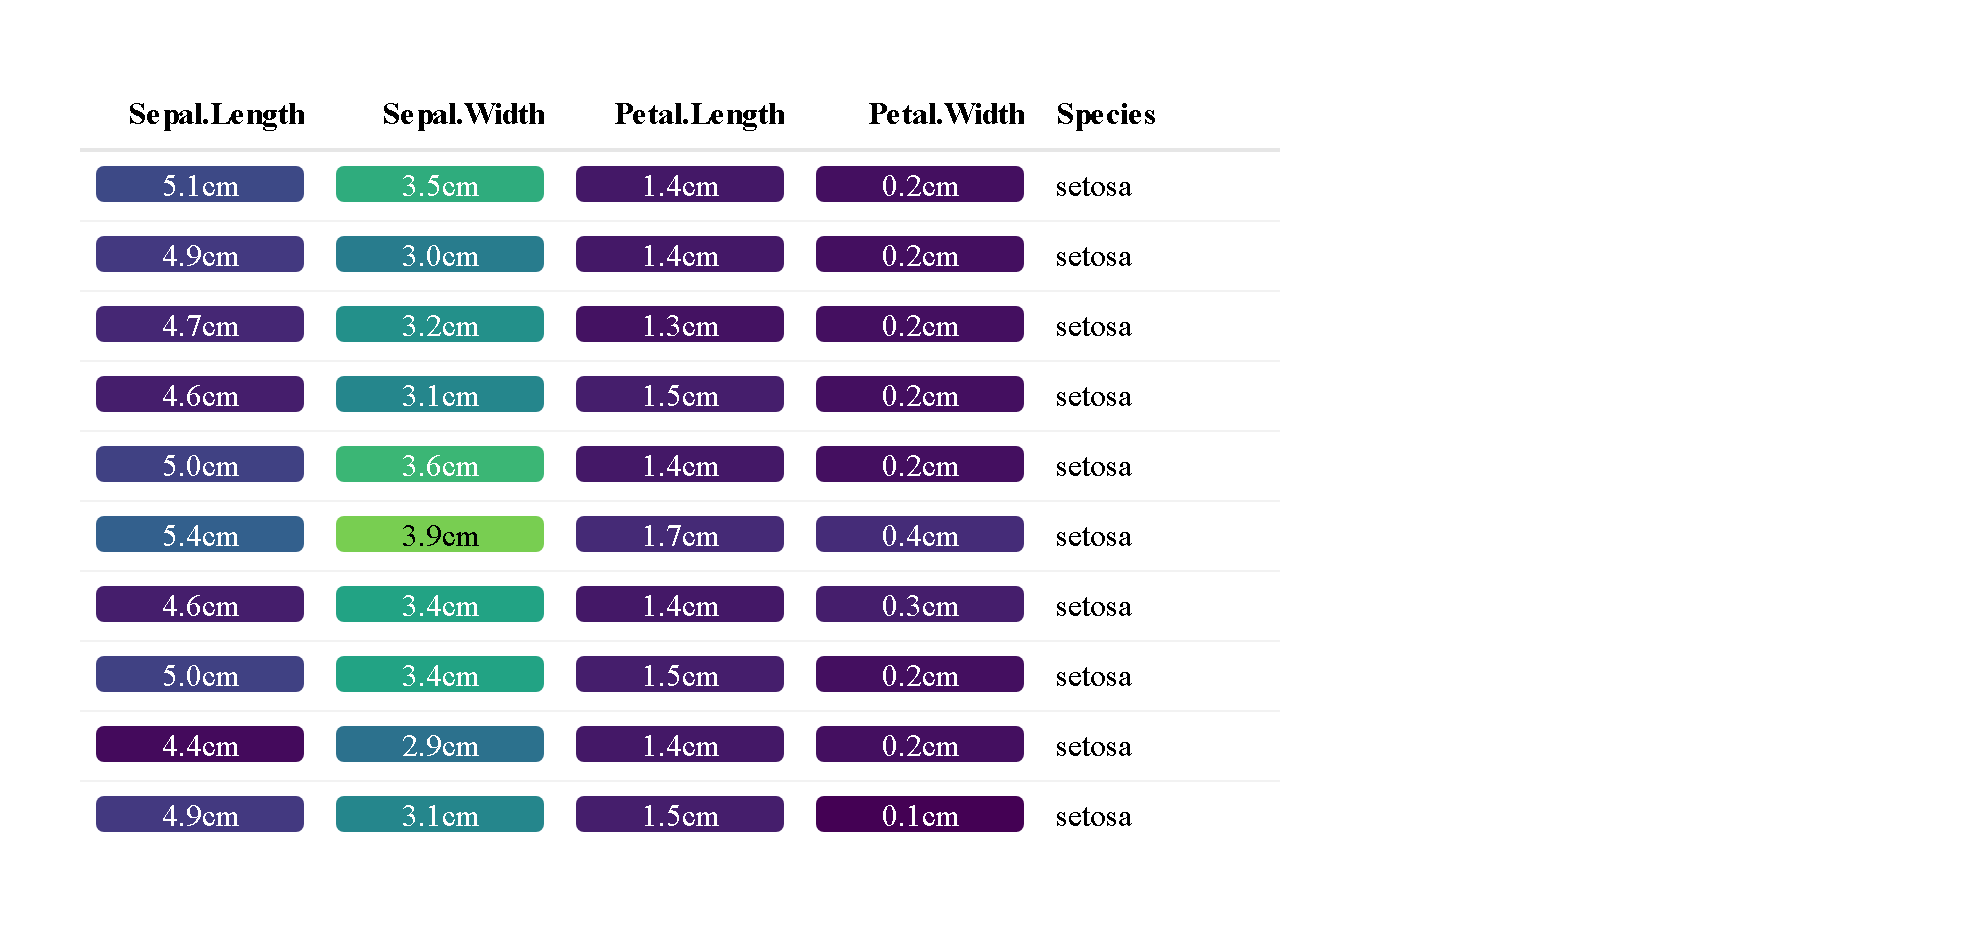 Sepal.Length Sepal.Width Petal.Length Petal.Width Species
5.1cm 3.5cm 1.4cm 0.2cm setosa
4.9cm 3.0cm 1.4cm 0.2cm setosa
4.7cm 3.2cm 1.3cm 0.2cm setosa
4.6cm 3.1cm 1.5cm 0.2cm setosa
5.0cm 3.6cm 1.4cm 0.2cm setosa
5.4cm 3.9cm 1.7cm 0.4cm setosa
4.6cm 3.4cm 1.4cm 0.3cm setosa
5.0cm 3.4cm 1.5cm 0.2cm setosa
4.4cm 2.9cm 1.4cm 0.2cm setosa
4.9cm 3.1cm 1.5cm 0.1cm setosa